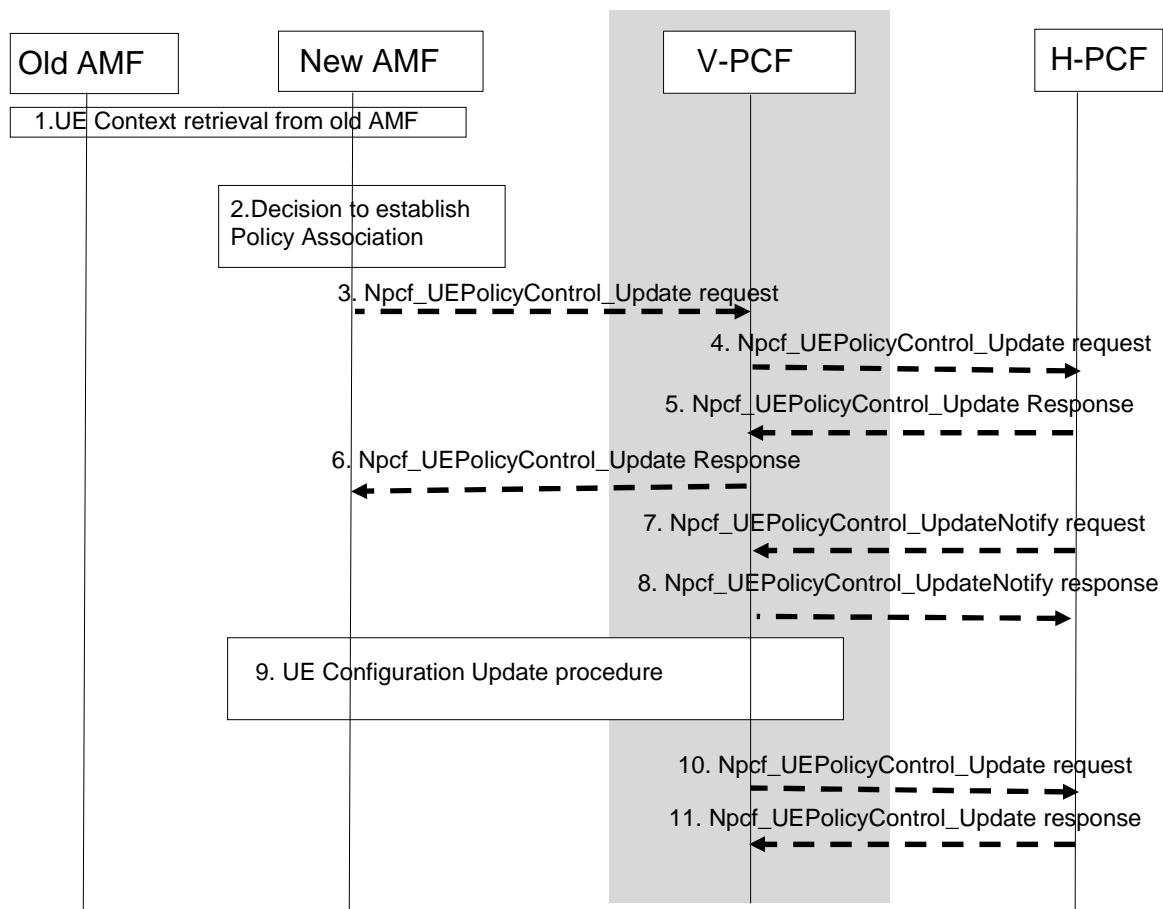 Old AMF
New AMF
V-PCF
H-PCF
1.UE Context retrieval from old AMF
2.Decision to establish
Policy Association
3. Npcf_UEPolicyControl_Update request
4. Npcf_UEPolicyControl_Update request
5. Npcf_UEPolicyControl_Update Response
6. Npcf_UEPolicyControl_Update Response
7. Npcf_UEPolicyControl_UpdateNotify request
8. Npcf_UEPolicyControl_UpdateNotify response
9. UE Configuration Update procedure
10. Npcf_UEPolicyControl_Update request
11. Npcf_UEPolicyControl_Update response